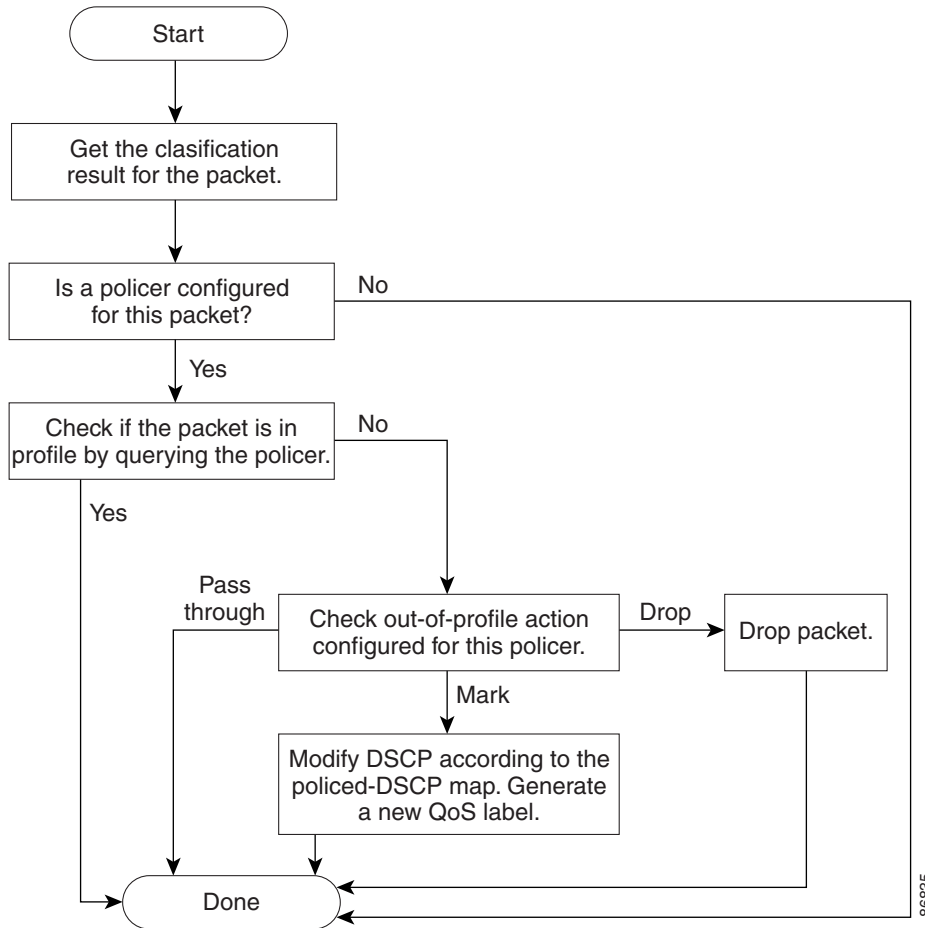 Start
Get the clasification
result for the packet.
Is a policer configured
for this packet?
No
Yes
Check if the packet is in
profile by querying the policer.
No
Yes
Pass
through
Check out-of-profile action
configured for this policer.
Drop
Drop packet.
Mark
Modify DSCP according to the
policed-DSCP map. Generate
a new QoS label.
Done
86835